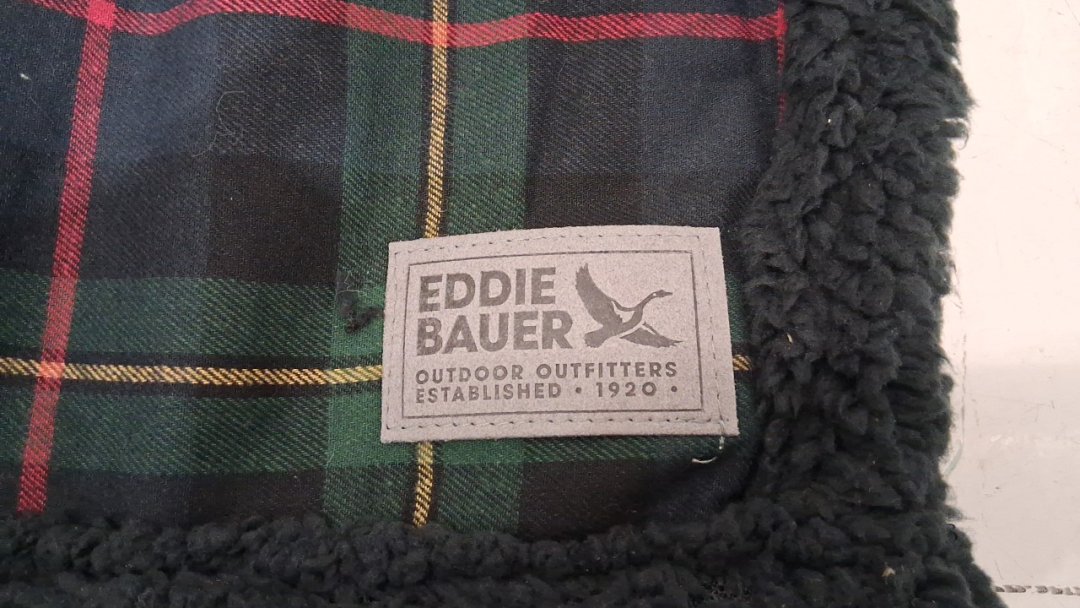 EDDIE
BAUER
OUTDOOR OUTFITTERS
ESTABLISHED • 1920 •